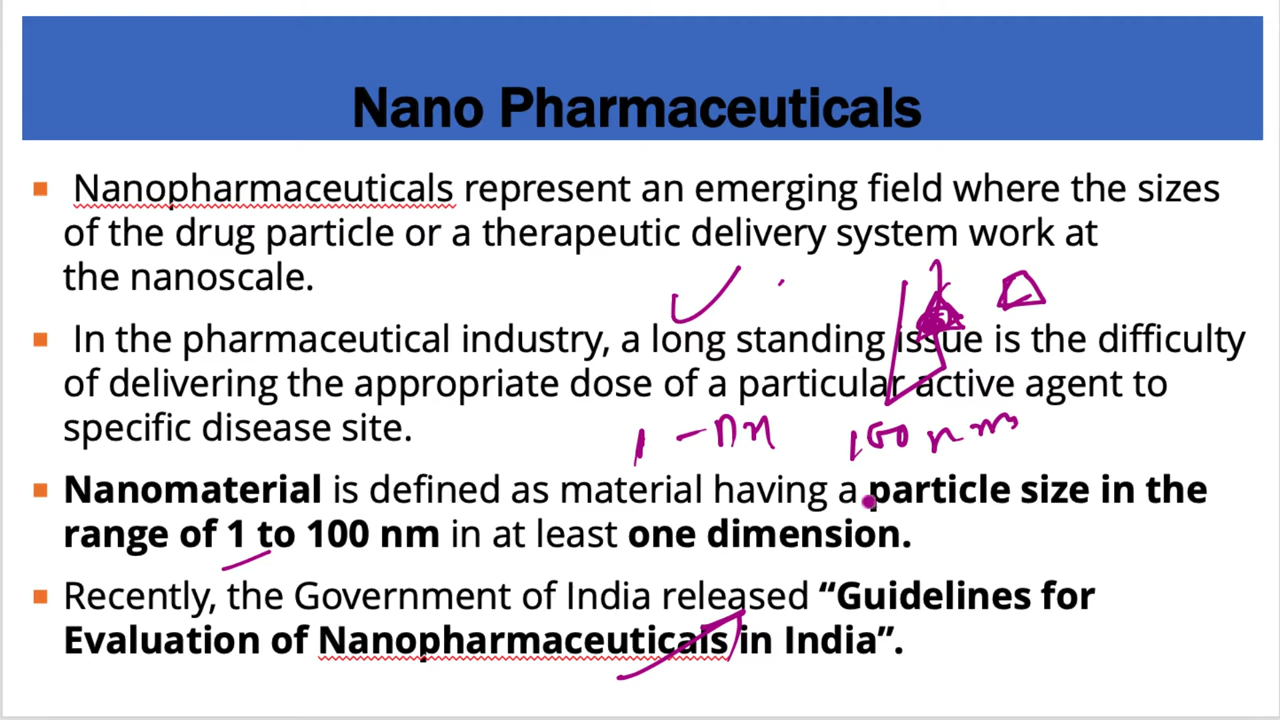 Nano Pharmaceuticals
Nanopharmaceuticals represent an emerging field where the sizes
of the drug particle or a therapeutic delivery system work at
the nanoscale.
In the pharmaceutical industry, a long standing issue is the difficulty
of delivering the appropriate dose of a particular active agent to
specific disease site.
1 –
100 nm
Nanomaterial is defined as material having a particle size in the
range of 1 to 100 nm in at least one dimension.
Recently, the Government of India released “Guidelines for
Evaluation of Nanopharmaceuticals in India”.